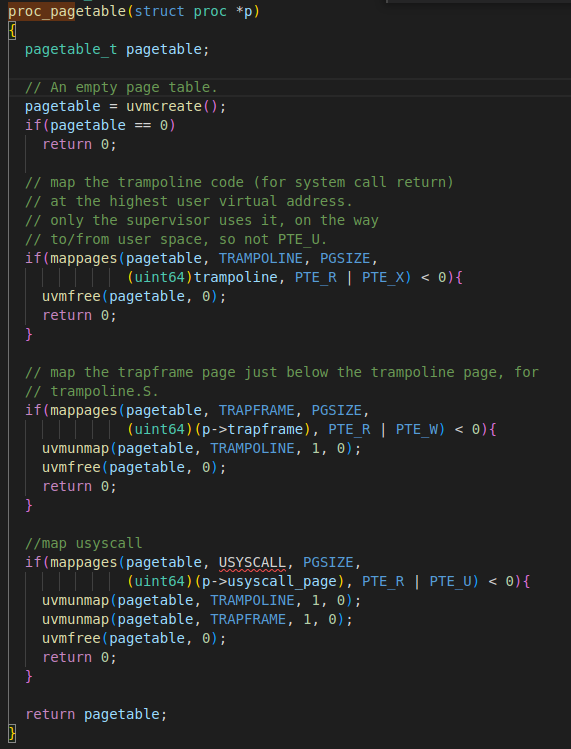 proc_pagetable(struct proc *p)
{
  pagetable_t pagetable;

  // An empty page table.
  pagetable = uvmcreate();
  if(pagetable == 0)
    return 0;

  // map the trampoline code (for system call return)
  // at the highest user virtual address.
  // only the supervisor uses it, on the way
  // to/from user space, so not PTE_U.
  if(mappages(pagetable, TRAMPOLINE, PGSIZE,
              (uint64)trampoline, PTE_R | PTE_X) < 0){
    uvmfree(pagetable, 0);
    return 0;
  }

  // map the trapframe page just below the trampoline page, for
  // trampoline.S.
  if(mappages(pagetable, TRAPFRAME, PGSIZE,
              (uint64)(p->trapframe), PTE_R | PTE_W) < 0){
    uvmunmap(pagetable, TRAMPOLINE, 1, 0);
    uvmfree(pagetable, 0);
    return 0;
  }

  //map usyscall
  if(mappages(pagetable, USYSCALL, PGSIZE,
              (uint64)(p->usyscall_page), PTE_R | PTE_U) < 0){
    uvmunmap(pagetable, TRAMPOLINE, 1, 0);
    uvmunmap(pagetable, TRAPFRAME, 1, 0);
    uvmfree(pagetable, 0);
    return 0;
  }

  return pagetable;
}